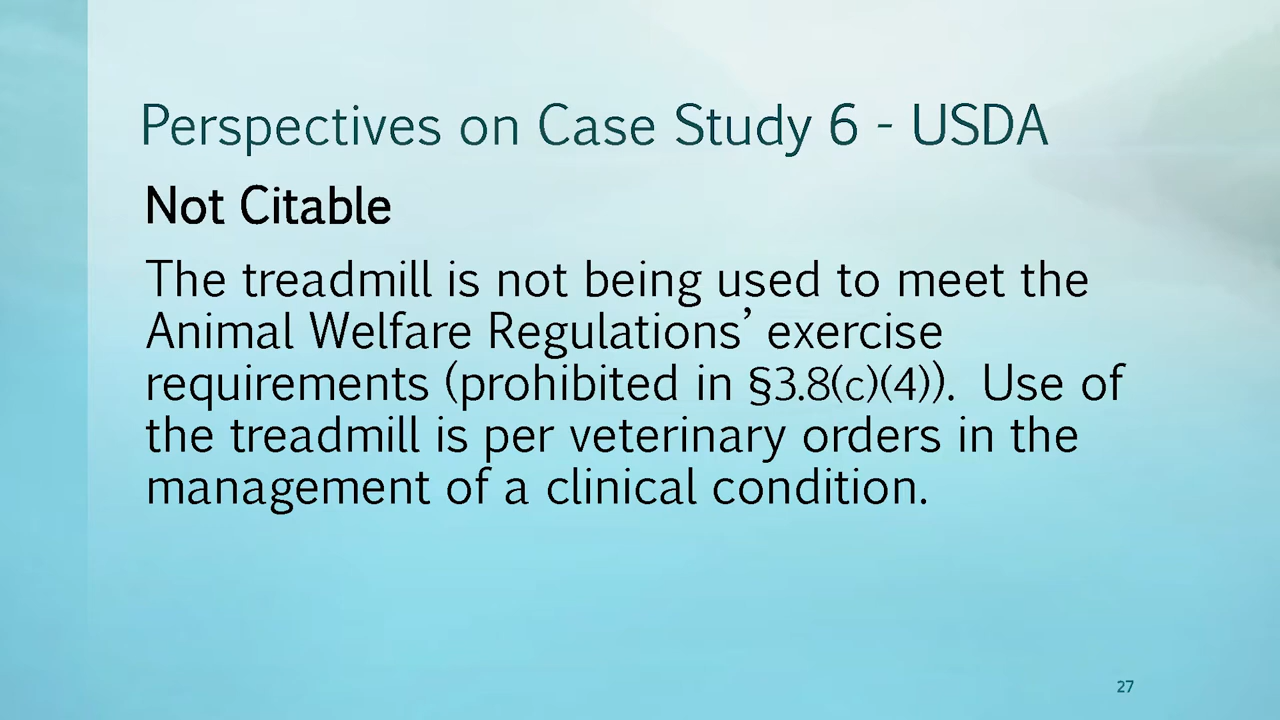 Perspectives on Case Study 6 - USDA
Not Citable
The treadmill is not being used to meet the
Animal Welfare Regulations’ exercise
requirements (prohibited in §3.8(c)(4)).  Use of
the treadmill is per veterinary orders in the
management of a clinical condition.
27